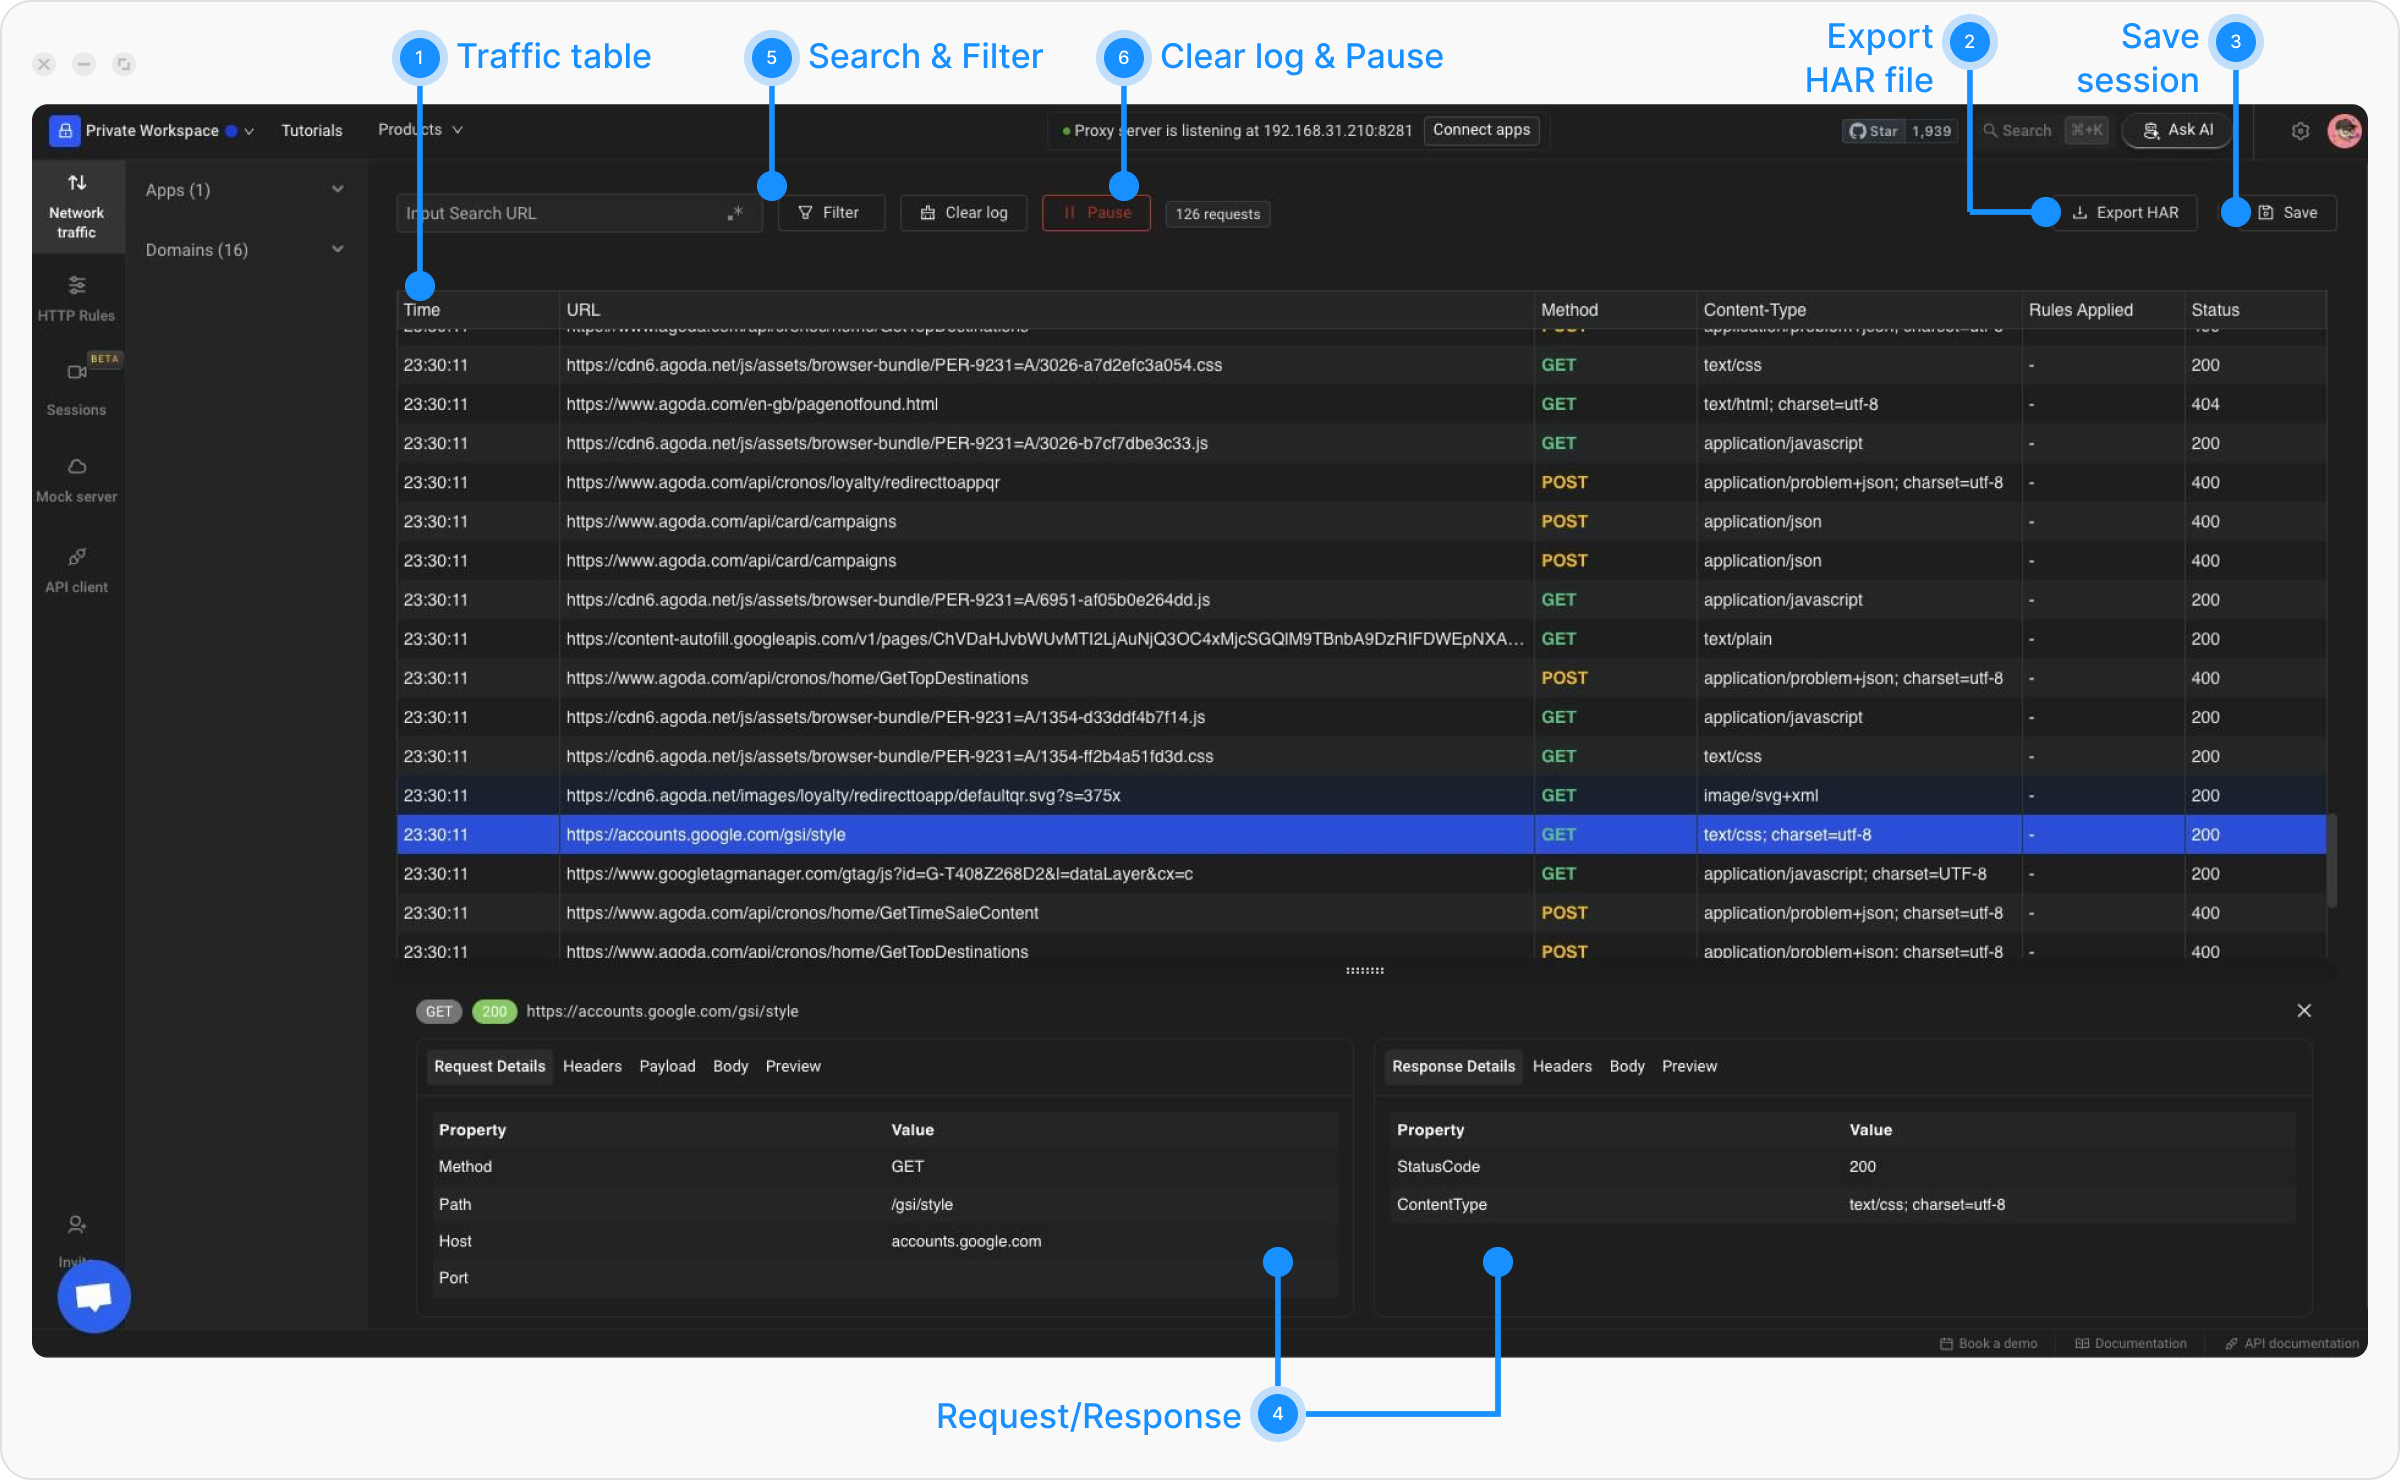 1 Traffic table
5 Search & Filter
6 Clear log & Pause
Export HAR file 2
Save session 3
Private Workspace
Tutorials
Products
Proxy server is listening at 192.168.31.210:8281
Connect apps
Star 1,939
Search ⌘+K
Ask AI
Network traffic
HTTP Rules
BETA
Sessions
Mock server
API client
Apps (1)
Domains (16)
Input Search URL .*
Filter
Clear log
Pause
126 requests
Export HAR
Save
Time URL Method Content-Type Rules Applied Status
23:30:11 https://www.agoda.com/api/cronos/home/GetTopDestinations POST application/problem+json; charset=utf-8 400
23:30:11 https://cdn6.agoda.net/js/assets/browser-bundle/PER-9231=A/3026-a7d2efc3a054.css GET text/css - 200
23:30:11 https://www.agoda.com/en-gb/pagenotfound.html GET text/html; charset=utf-8 - 404
23:30:11 https://cdn6.agoda.net/js/assets/browser-bundle/PER-9231=A/3026-b7cf7dbe3c33.js GET application/javascript - 200
23:30:11 https://www.agoda.com/api/cronos/loyalty/redirecttoappqr POST application/problem+json; charset=utf-8 - 400
23:30:11 https://www.agoda.com/api/card/campaigns POST application/json - 400
23:30:11 https://www.agoda.com/api/card/campaigns POST application/json - 400
23:30:11 https://cdn6.agoda.net/js/assets/browser-bundle/PER-9231=A/6951-af05b0e264dd.js GET application/javascript - 200
23:30:11 https://content-autofill.googleapis.com/v1/pages/ChVDaHJvbWUvMTI2LjAuNjQ3OC4xMjcSGQlM9TBnbA9DzRIFDWEpNXA... GET text/plain - 200
23:30:11 https://www.agoda.com/api/cronos/home/GetTopDestinations POST application/problem+json; charset=utf-8 - 400
23:30:11 https://cdn6.agoda.net/js/assets/browser-bundle/PER-9231=A/1354-d33ddf4b7f14.js GET application/javascript - 200
23:30:11 https://cdn6.agoda.net/js/assets/browser-bundle/PER-9231=A/1354-ff2b4a51fd3d.css GET text/css - 200
23:30:11 https://cdn6.agoda.net/images/loyalty/redirecttoapp/defaultqr.svg?s=375x GET image/svg+xml - 200
23:30:11 https://accounts.google.com/gsi/style GET text/css; charset=utf-8 - 200
23:30:11 https://www.googletagmanager.com/gtag/js?id=G-T408Z268D2&l=dataLayer&cx=c GET application/javascript; charset=UTF-8 - 200
23:30:11 https://www.agoda.com/api/cronos/home/GetTimeSaleContent POST application/problem+json; charset=utf-8 - 400
23:30:11 https://www.agoda.com/api/cronos/home/GetTopDestinations POST application/problem+json; charset=utf-8 - 400
GET 200 https://accounts.google.com/gsi/style
Request Details Headers Payload Body Preview
Property Value
Method GET
Path /gsi/style
Host accounts.google.com
Port
Response Details Headers Body Preview
Property Value
StatusCode 200
ContentType text/css; charset=utf-8
Invite
Book a demo
Documentation
API documentation
Request/Response 4